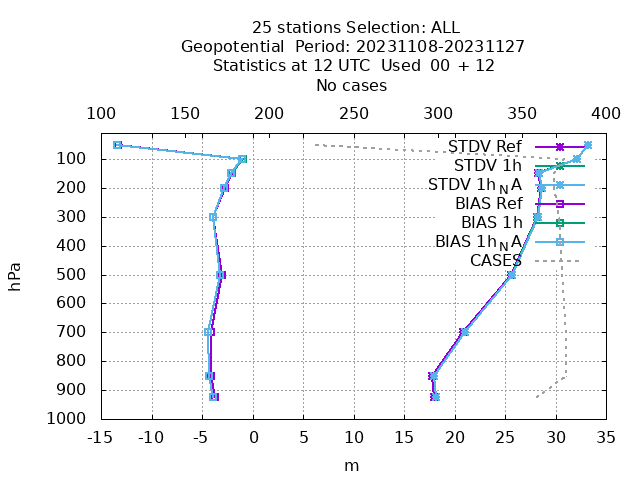 25 stations Selection: ALL
Geopotential  Period: 20231108-20231127
Statistics at 12 UTC  Used  00 + 12
No cases
100 150 200 250 300 350 400
STDV Ref
STDV 1h
STDV 1h_N A
BIAS Ref
BIAS 1h
BIAS 1h_N A
CASES
hPa
100
200
300
400
500
600
700
800
900
1000
-15 -10 -5 0 5 10 15 20 25 30 35
m